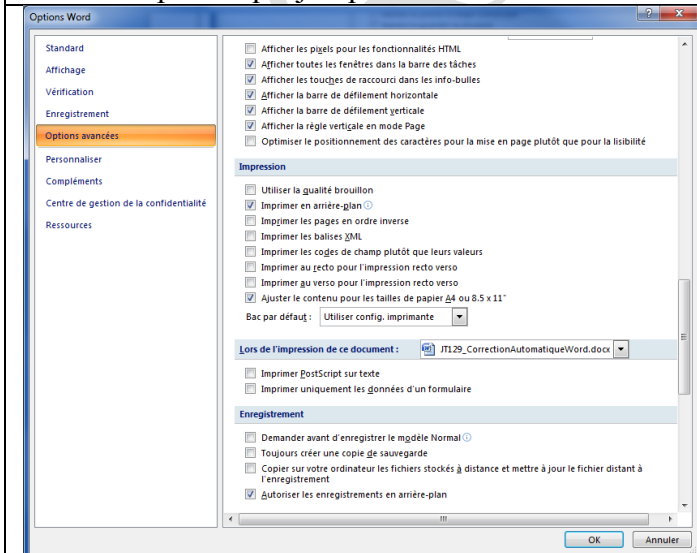 Options Word
Standard
Affichage
Vérification
Enregistrement
Options avancées
Personnaliser
Compléments
Centre de gestion de la confidentialité
Ressources
Afficher les pixels pour les fonctionnalités HTML
Afficher toutes les fenêtres dans la barre des tâches
Afficher les touches de raccourci dans les info-bulles
Afficher la barre de défilement horizontale
Afficher la barre de défilement verticale
Afficher la règle verticale en mode Page
Optimiser le positionnement des caractères pour la mise en page plutôt que pour la lisibilité
Impression
Utiliser la qualité brouillon
Imprimer en arrière-plan
Imprimer les pages en ordre inverse
Imprimer les balises XML
Imprimer les codes de champ plutôt que leurs valeurs
Imprimer au recto pour l'impression recto verso
Imprimer au verso pour l'impression recto verso
Ajuster le contenu pour les tailles de papier A4 ou 8.5 x 11"
Bac par défaut : Utiliser config. imprimante
Lors de l'impression de ce document : JT129_CorrectionAutomatiqueWord.docx
Imprimer PostScript sur texte
Imprimer uniquement les données d'un formulaire
Enregistrement
Demander avant d'enregistrer le modèle Normal
Toujours créer une copie de sauvegarde
Copier sur votre ordinateur les fichiers stockés à distance et mettre à jour le fichier distant à
l'enregistrement
Autoriser les enregistrements en arrière-plan
OK Annuler